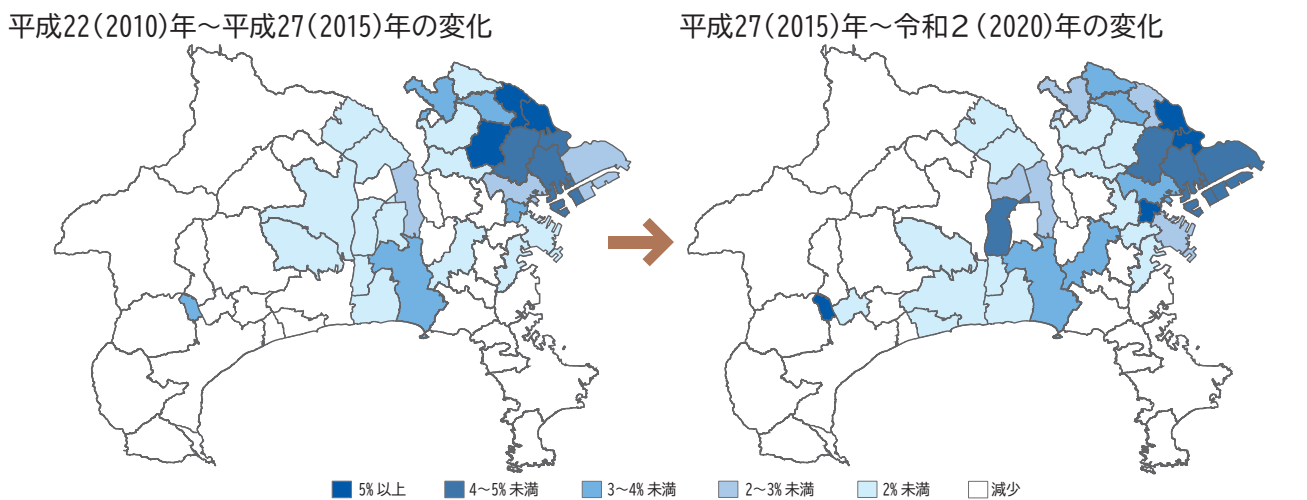 平成22(2010)年～平成27(2015)年の変化
平成27(2015)年～令和２(2020)年の変化
5% 以上
4～5% 未満
3～4% 未満
2～3% 未満
2% 未満
減少